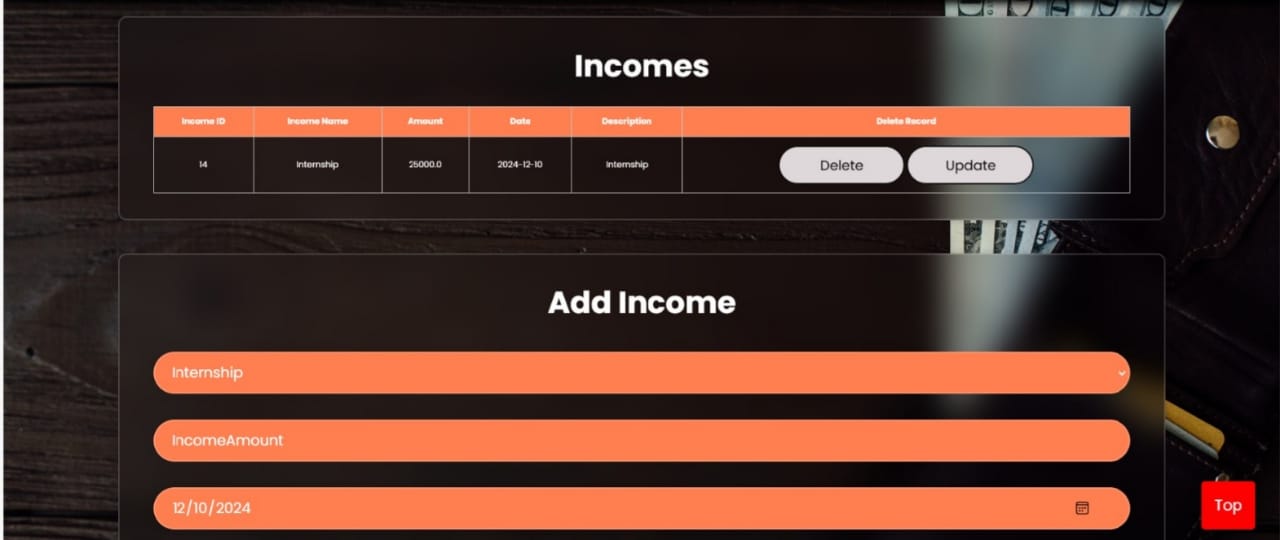 Incomes
Income ID Income Name Amount Date Description Delete Record
14 Internship 25000.0 2024-12-10 Internship Delete Update
Add Income
Internship
IncomeAmount
12/10/2024
Top